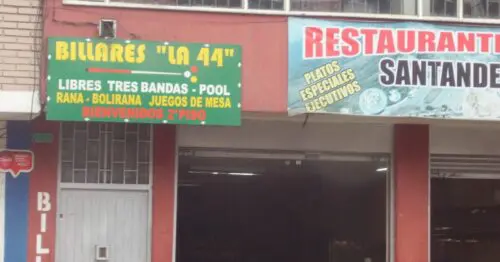 BILLARES "LA 44"
LIBRES TRES BANDAS - POOL
RANA - BOLIRANA JUEGOS DE MESA
BIENVENIDOS 2º PISO
RESTAURANTE
SANTANDE
PLATOS
ESPECIALES
EJECUTIVOS
BIL